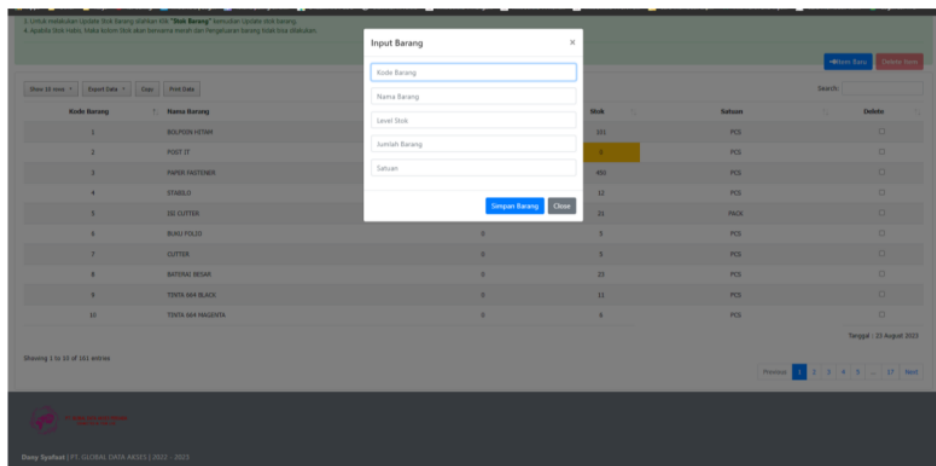 3. Untuk melakukan Update Stok Barang silahkan Klik "Stok Barang" kemudian Update stok barang.
4. Apabila Stok Habis, Maka kolom Stok akan berwarna merah dan Pengeluaran barang tidak bisa dilakukan.
Input Barang ×
Kode Barang
Nama Barang
Level Stok
Jumlah Barang
Satuan
Simpan Barang Close
Item Baru Delete Item
Show 10 rows Export Data Copy Print Data Search:
Kode Barang Nama Barang Stok Satuan Delete
1 BOLPOIN HITAM 101 PCS
2 POST IT 0 PCS
3 PAPER FASTENER 450 PCS
4 STABILO 12 PCS
5 ISI CUTTER 21 PACK
6 BUKU FOLIO 0 5 PCS
7 CUTTER 0 5 PCS
8 BATERAI BESAR 0 23 PCS
9 TINTA 664 BLACK 0 11 PCS
10 TINTA 664 MAGENTA 0 6 PCS
Tanggal : 23 August 2023
Showing 1 to 10 of 161 entries
Previous 1 2 3 4 5 ... 17 Next
Dony Syafaat | PT. GLOBAL DATA AKSES | 2022 - 2023